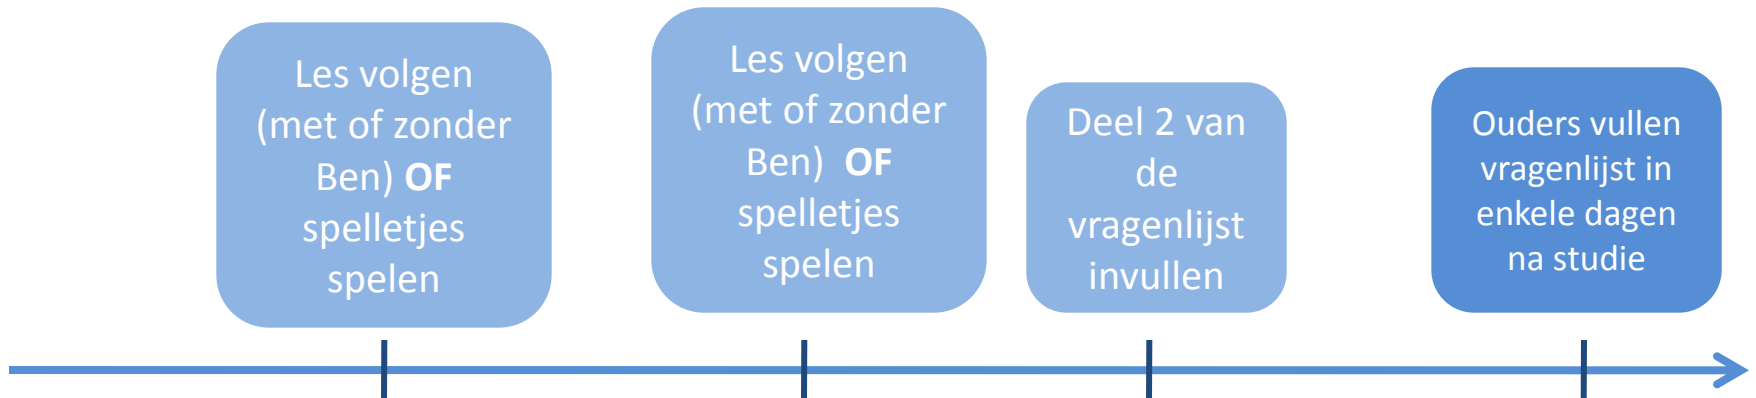 Les volgen
(met of zonder
Ben) OF
spelletjes
spelen
Les volgen
(met of zonder
Ben)  OF
spelletjes
spelen
Deel 2 van
de
vragenlijst
invullen
Ouders vullen
vragenlijst in
enkele dagen
na studie